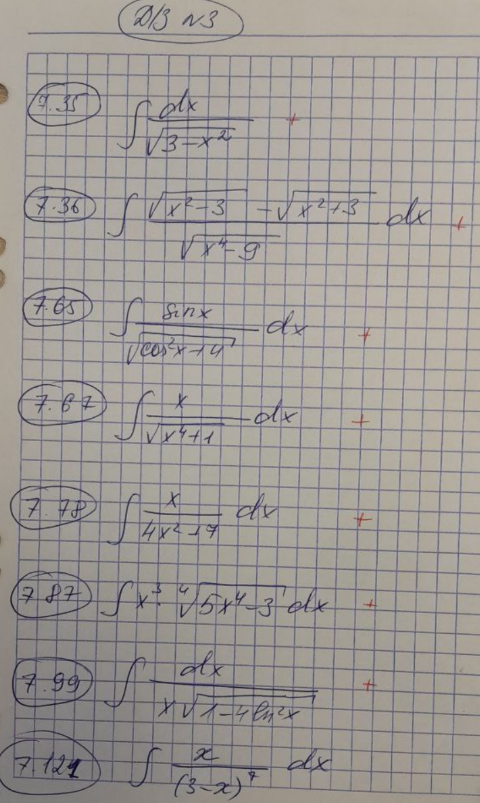 Д/З №3
7.35 ∫ dx / √(3-x²) +
7.36 ∫ (√(x²-3) - √(x²+3)) / √(x⁴-9) dx +
7.65 ∫ sinx / √(cos²x+4) dx +
7.67 ∫ x / √(x⁴+1) dx +
7.78 ∫ x / (4x²+7) dx +
7.87 ∫ x³·⁴√(5x⁴-3) dx +
7.99 ∫ dx / (x√(1-4ln²x)) +
7.121 ∫ x / (3-x)⁷ dx